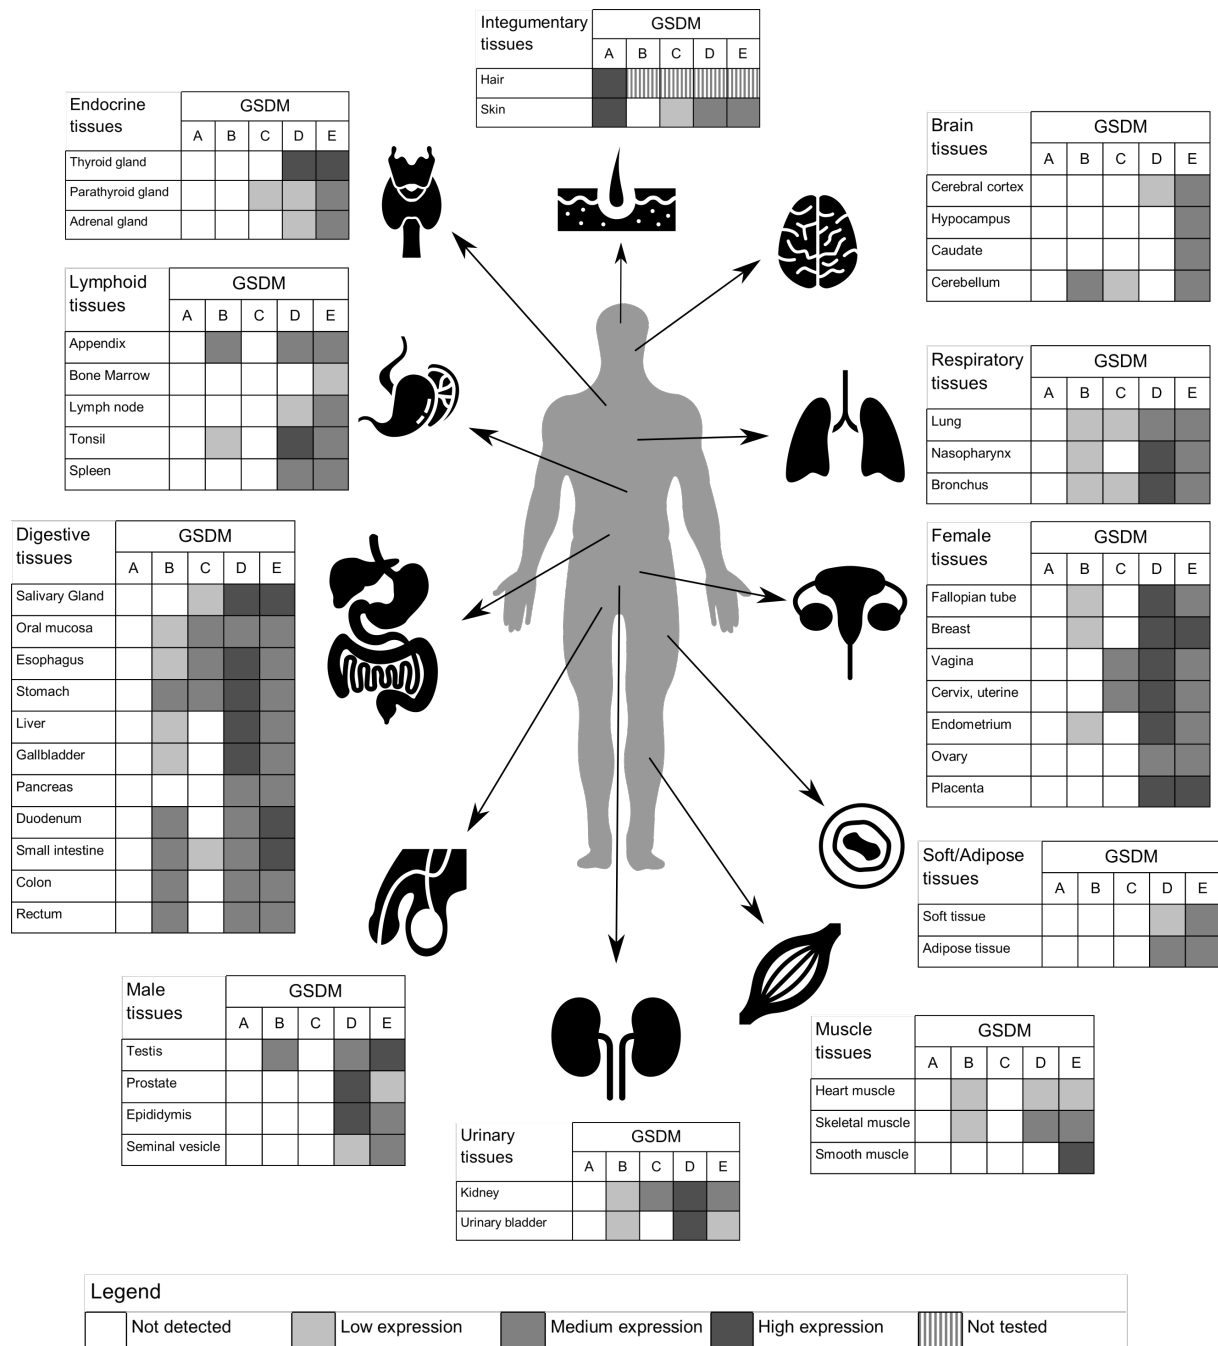 Integumentary
tissues
GSDM
A B C D E
Hair
Skin
Endocrine
tissues
GSDM
A B C D E
Thyroid gland
Parathyroid gland
Adrenal gland
Brain
tissues
GSDM
A B C D E
Cerebral cortex
Hypocampus
Caudate
Cerebellum
Lymphoid
tissues
GSDM
A B C D E
Appendix
Bone Marrow
Lymph node
Tonsil
Spleen
Respiratory
tissues
GSDM
A B C D E
Lung
Nasopharynx
Bronchus
Digestive
tissues
GSDM
A B C D E
Salivary Gland
Oral mucosa
Esophagus
Stomach
Liver
Gallbladder
Pancreas
Duodenum
Small intestine
Colon
Rectum
Female
tissues
GSDM
A B C D E
Fallopian tube
Breast
Vagina
Cervix, uterine
Endometrium
Ovary
Placenta
Soft/Adipose
tissues
GSDM
A B C D E
Soft tissue
Adipose tissue
Male
tissues
GSDM
A B C D E
Testis
Prostate
Epididymis
Seminal vesicle
Muscle
tissues
GSDM
A B C D E
Heart muscle
Skeletal muscle
Smooth muscle
Urinary
tissues
GSDM
A B C D E
Kidney
Urinary bladder
Legend
Not detected Low expression Medium expression High expression Not tested